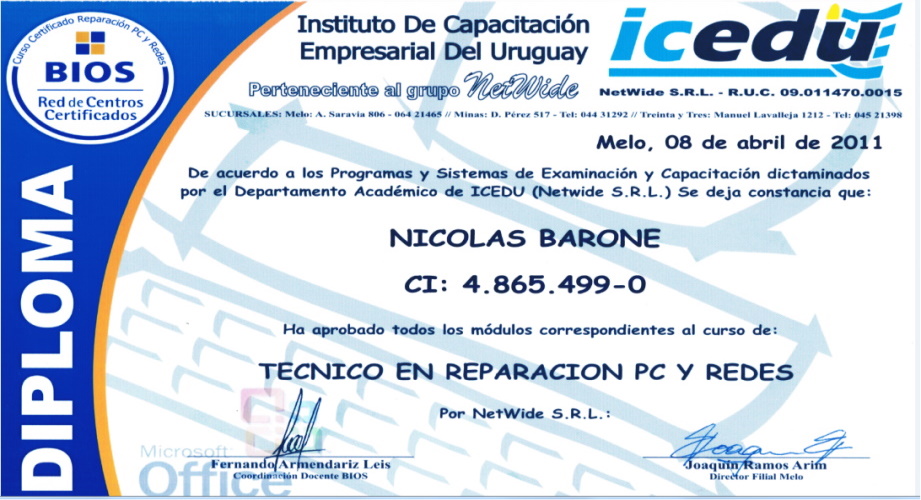 Curso Certificado Reparación PC y Redes
BIOS
Red de Centros
Certificados
DIPLOMA
Instituto De Capacitación
Empresarial Del Uruguay
Perteneciente al grupo NetWide
icedu
NetWide S.R.L. - R.U.C. 09.011470.0015
SUCURSALES: Melo: A. Saravia 806 - 064 21465 // Minas: D. Pérez 517 - Tel: 044 31292 // Treinta y Tres: Manuel Lavalleja 1212 - Tel: 045 21398
Melo, 08 de abril de 2011
De acuerdo a los Programas y Sistemas de Examinación y Capacitación dictaminados
por el Departamento Académico de ICEDU (Netwide S.R.L.) Se deja constancia que:
NICOLAS BARONE
CI: 4.865.499-0
Ha aprobado todos los módulos correspondientes al curso de:
TECNICO EN REPARACION PC Y REDES
Por NetWide S.R.L.:
Microsoft
Office
Fernando Armendariz Leis
Coordinación Docente BIOS
Joaquín Ramos Arim
Director Filial Melo